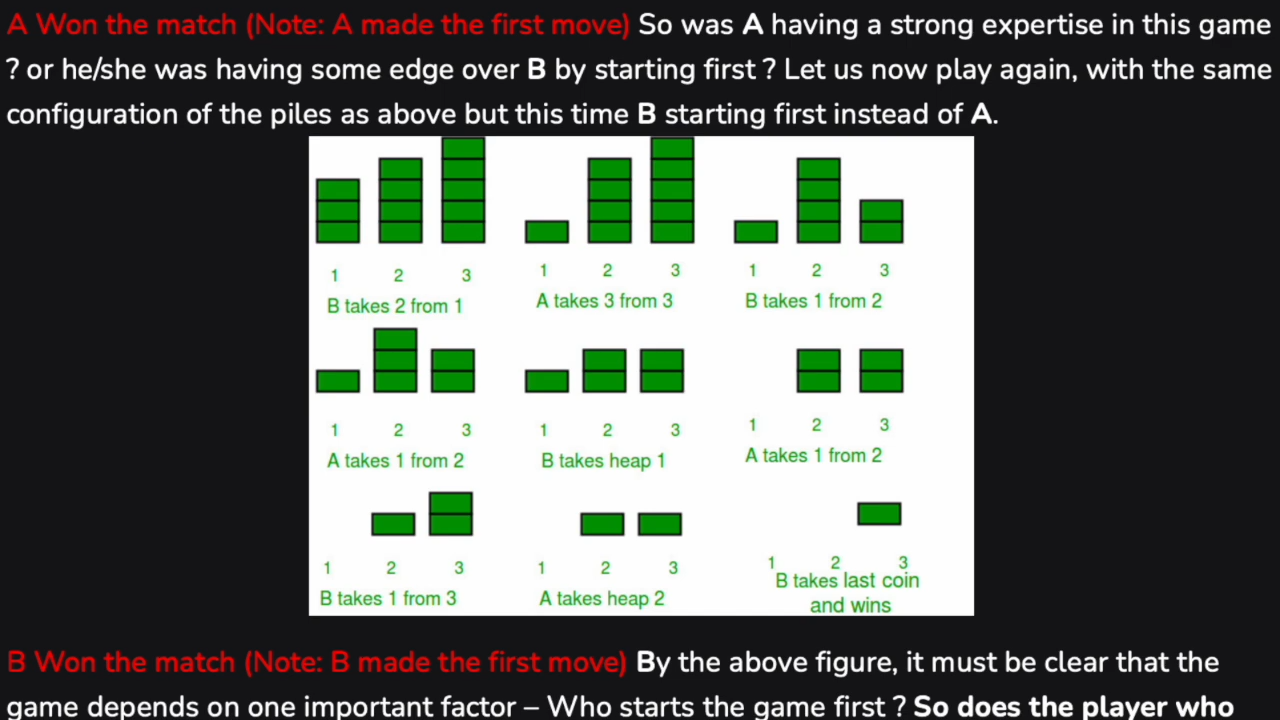 A Won the match (Note: A made the first move) So was A having a strong expertise in this game
? or he/she was having some edge over B by starting first ? Let us now play again, with the same
configuration of the piles as above but this time B starting first instead of A.
1 2 3
B takes 2 from 1
1 2 3
A takes 3 from 3
1 2 3
B takes 1 from 2
1 2 3
A takes 1 from 2
1 2 3
B takes heap 1
1 2 3
A takes 1 from 2
1 2 3
B takes 1 from 3
1 2 3
A takes heap 2
1 2 3
B takes last coin
and wins
B Won the match (Note: B made the first move) By the above figure, it must be clear that the
game depends on one important factor – Who starts the game first ? So does the player who